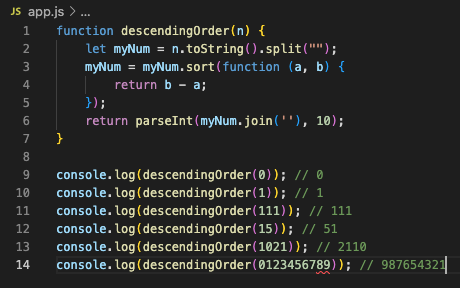 JS app.js > ...
1 function descendingOrder(n) {
2 let myNum = n.toString().split("");
3 myNum = myNum.sort(function (a, b) {
4 return b - a;
5 });
6 return parseInt(myNum.join(''), 10);
7 }
8
9 console.log(descendingOrder(0)); // 0
10 console.log(descendingOrder(1)); // 1
11 console.log(descendingOrder(111)); // 111
12 console.log(descendingOrder(15)); // 51
13 console.log(descendingOrder(1021)); // 2110
14 console.log(descendingOrder(0123456789)); // 987654321